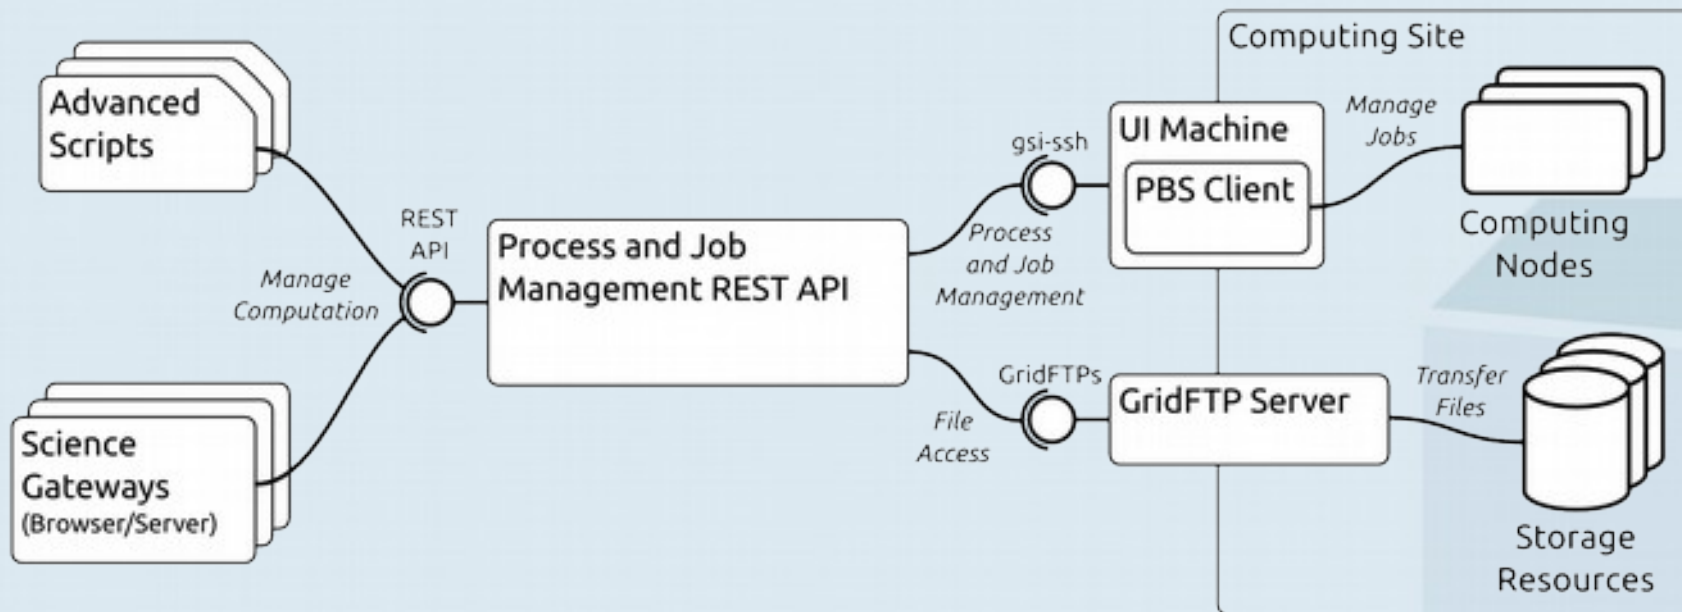 Computing Site
Advanced
Scripts
Manage
Jobs
UI Machine
gsi-ssh
PBS Client
REST
API
Computing
Nodes
Process and Job
Management REST API
Process
and Job
Management
Manage
Computation
GridFTPs
GridFTP Server
Transfer
Files
File
Access
Science
Gateways
(Browser/Server)
Storage
Resources